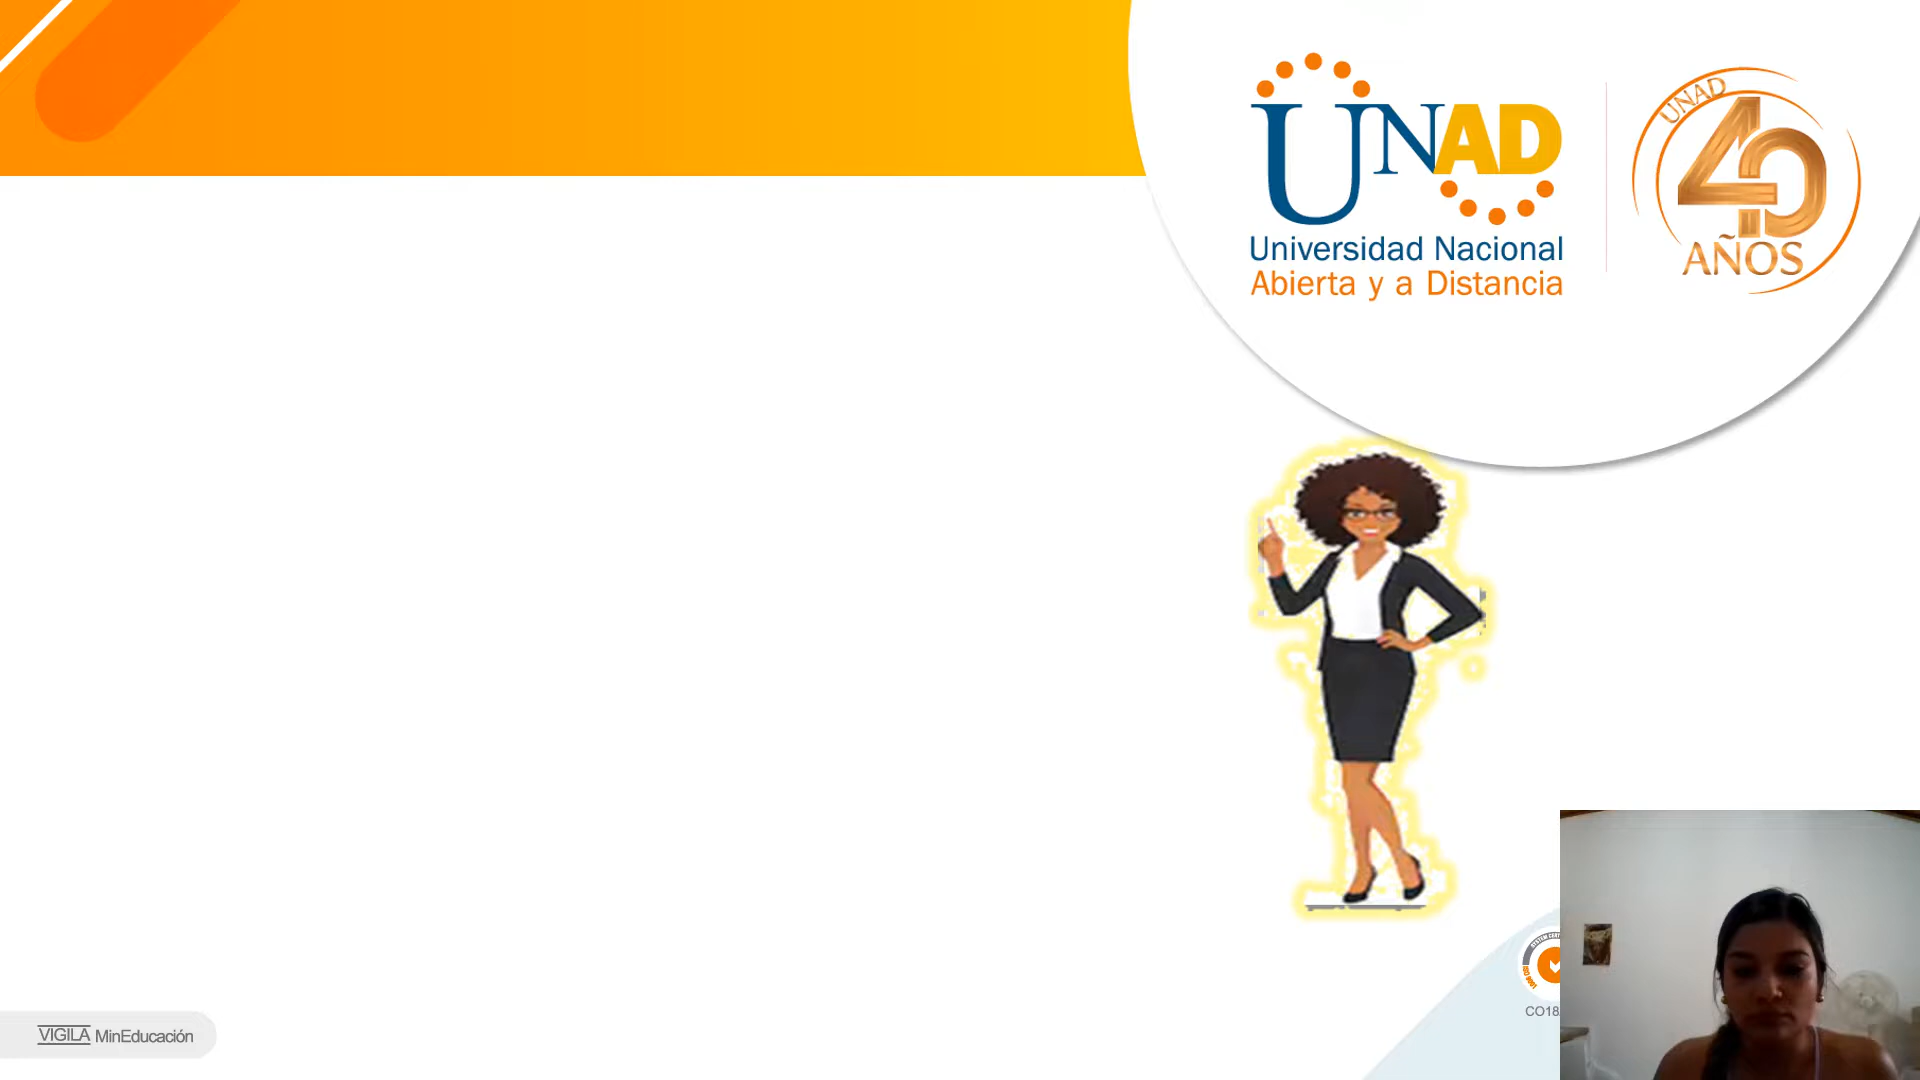 UNAD
Universidad Nacional
Abierta y a Distancia
UNAD
40
AÑOS
CO18
VIGILA MinEducación